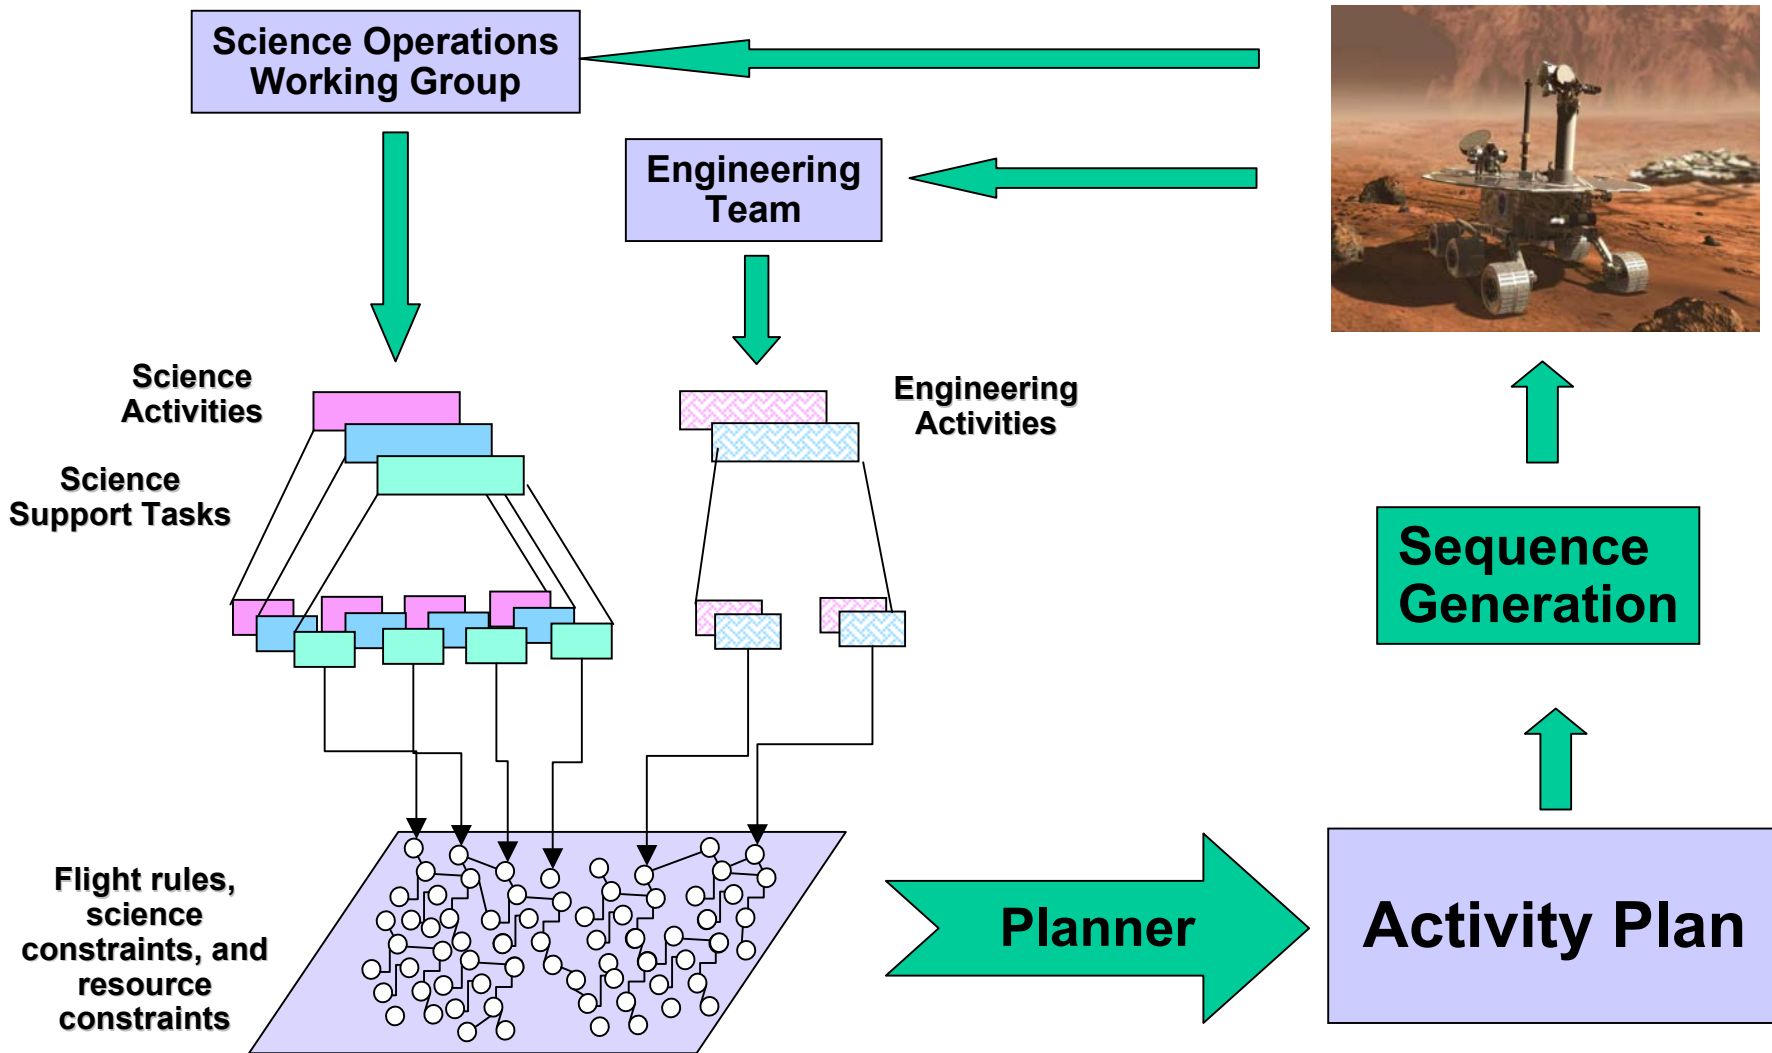 Science Operations
Working Group
Engineering
Team
Science
Activities
Engineering
Activities
Science
Support Tasks
Sequence
Generation
Flight rules,
science
constraints, and
resource
constraints
Planner
Activity Plan